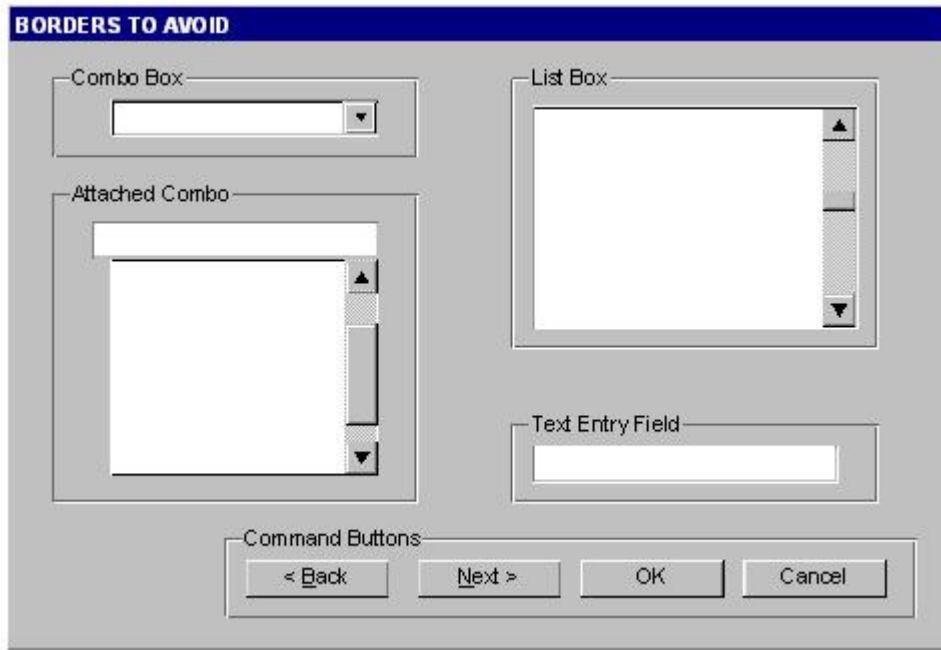 BORDERS TO AVOID
Combo Box
List Box
Attached Combo
Text Entry Field
Command Buttons
< Back
Next >
OK
Cancel